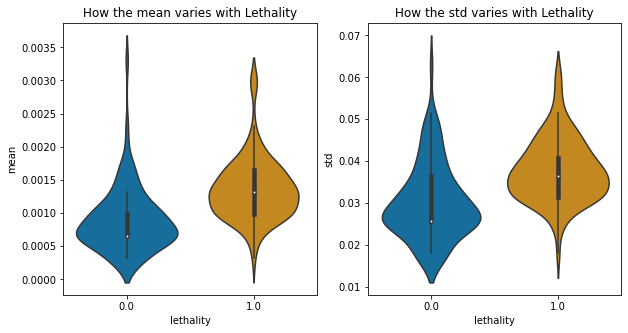 How the mean varies with Lethality
mean
0.0035
0.0030
0.0025
0.0020
0.0015
0.0010
0.0005
0.0000
0.0 1.0
lethality
How the std varies with Lethality
std
0.07
0.06
0.05
0.04
0.03
0.02
0.01
0.0 1.0
lethality